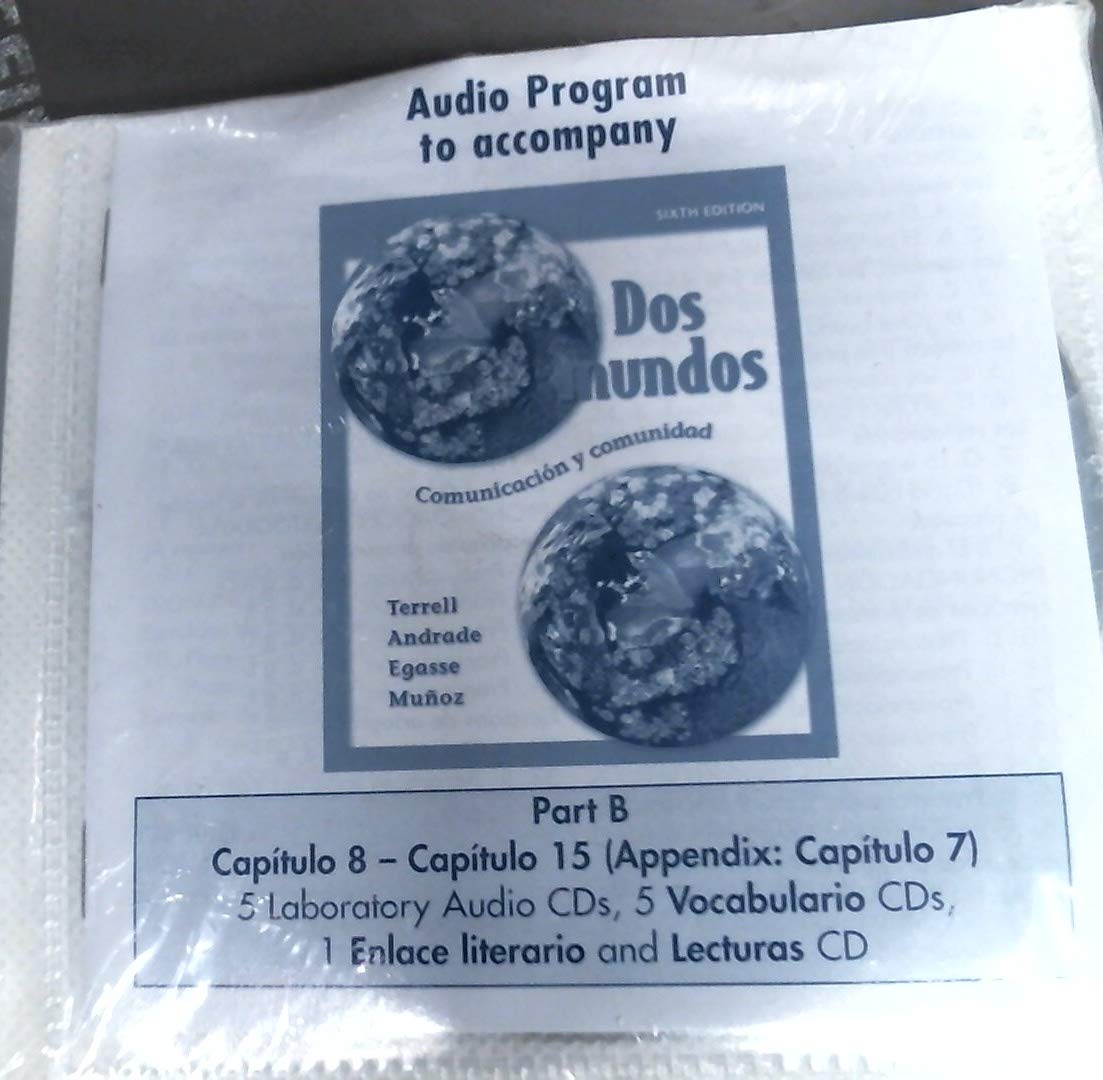 Audio Program
to accompany
SIXTH EDITION
Dos
mundos
Comunicación y comunidad
Terrell
Andrade
Egasse
Muñoz
Part B
Capítulo 8 – Capítulo 15 (Appendix: Capítulo 7)
5 Laboratory Audio CDs, 5 Vocabulario CDs,
1 Enlace literario and Lecturas CD